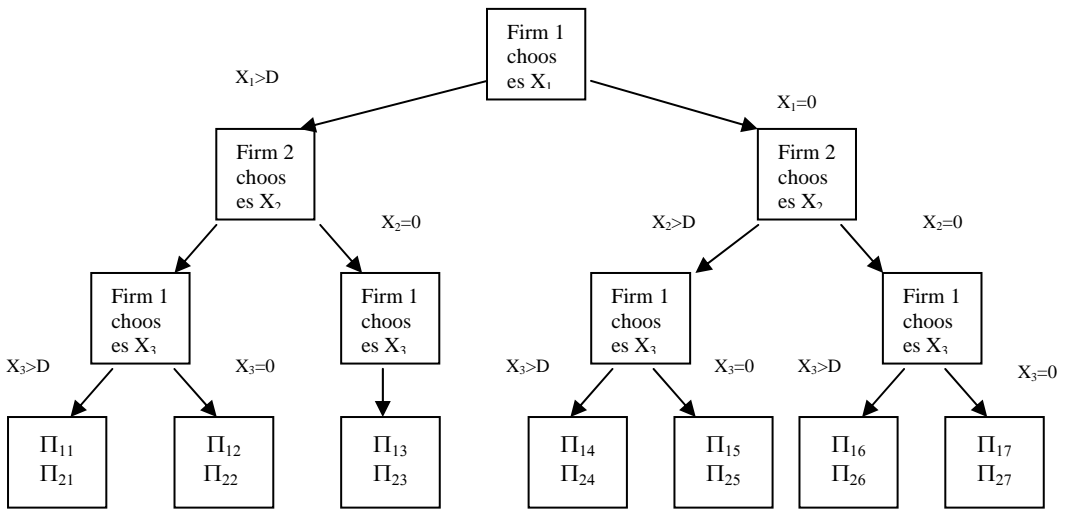 Firm 1
choos
es X₁
X₁>D
X₁=0
Firm 2
choos
es X₂
Firm 2
choos
es X₂
X₂=0
X₂>D
X₂=0
Firm 1
choos
es X₃
Firm 1
choos
es X₃
Firm 1
choos
es X₃
Firm 1
choos
es X₃
X₃>D
X₃=0
X₃>D
X₃=0
X₃>D
X₃=0
Π₁₁
Π₂₁
Π₁₂
Π₂₂
Π₁₃
Π₂₃
Π₁₄
Π₂₄
Π₁₅
Π₂₅
Π₁₆
Π₂₆
Π₁₇
Π₂₇